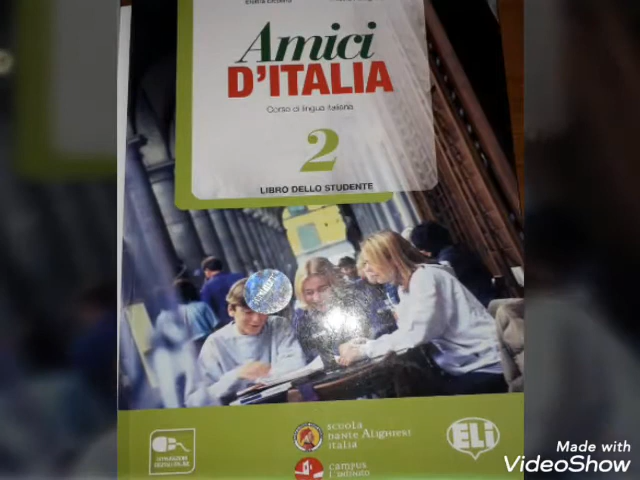 Amici
D'ITALIA
Corso di lingua italiana
2
LIBRO DELLO STUDENTE
SCUOLA
DANTE ALIGHIERI
ITALIA
CAMPUS
L'INFINITO
ELi
Made with
VideoShow